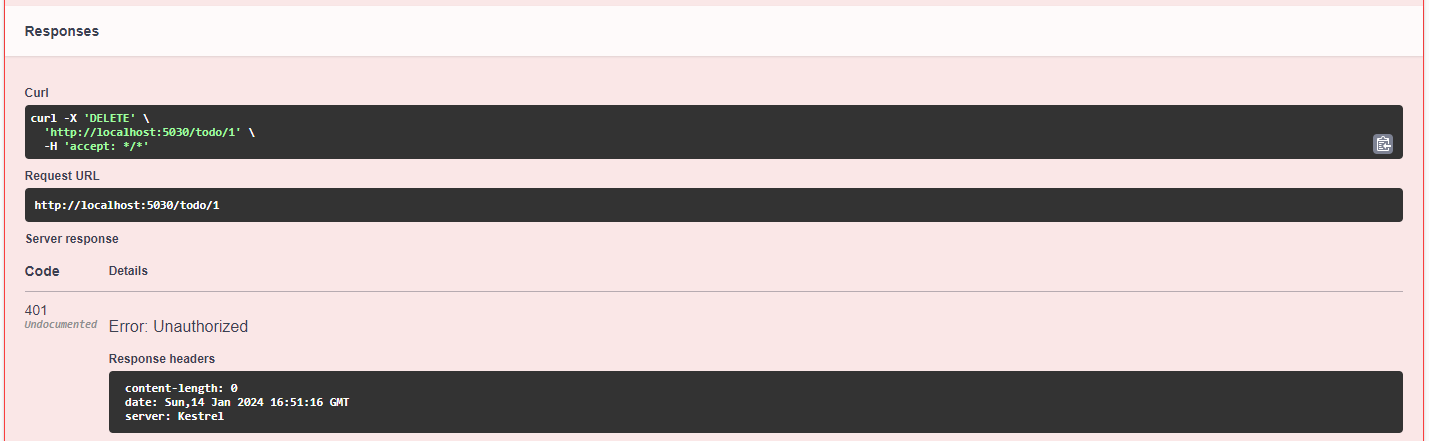 Responses
Curl
curl -X 'DELETE' \
  'http://localhost:5030/todo/1' \
  -H 'accept: */*'
Request URL
http://localhost:5030/todo/1
Server response
Code Details
401
Undocumented
Error: Unauthorized
Response headers
content-length: 0
date: Sun,14 Jan 2024 16:51:16 GMT
server: Kestrel